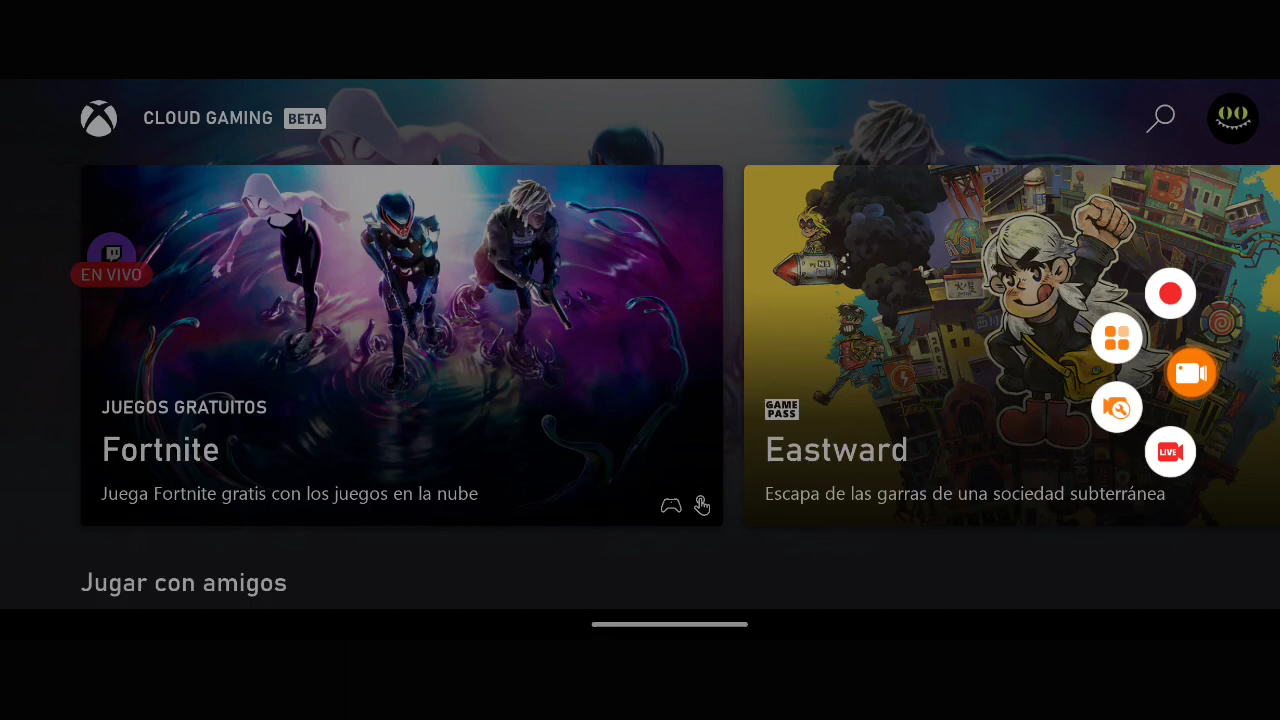 CLOUD GAMING BETA
EN VIVO
JUEGOS GRATUITOS
Fortnite
Juega Fortnite gratis con los juegos en la nube
GAME
PASS
Eastward
Escapa de las garras de una sociedad subterránea
LIVE
Jugar con amigos